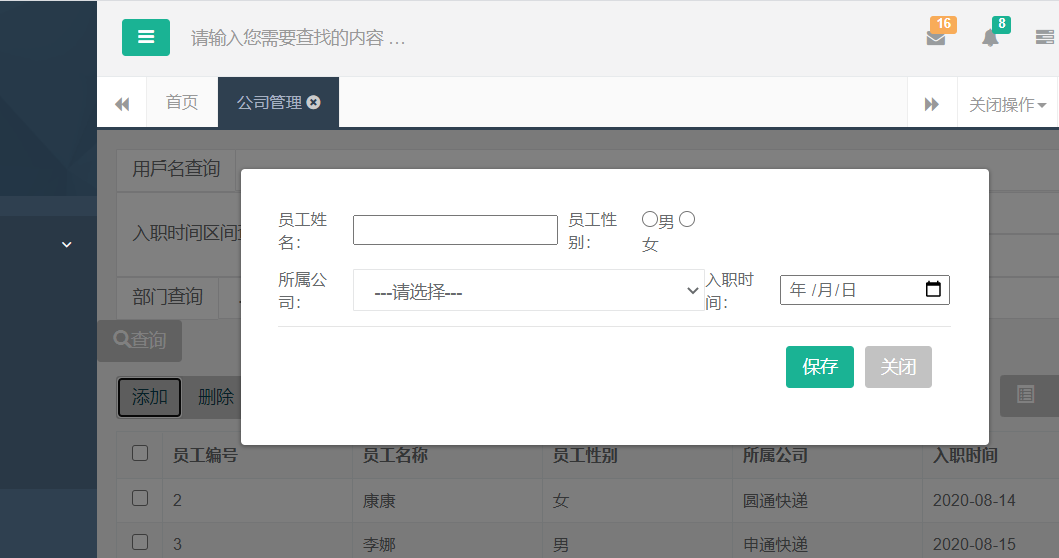 请输入您需要查找的内容 …
16
8
首页
公司管理
关闭操作
用戶名查询
入职时间区间
部门查询
查询
添加
删除
员工姓
名：
员工性
别：
男
女
所属公
司：
---请选择---
入职时
间：
年 /月/日
保存
关闭
员工编号 员工名称 员工性别 所属公司 入职时间
2 康康 女 圆通快递 2020-08-14
3 李娜 男 申通快递 2020-08-15